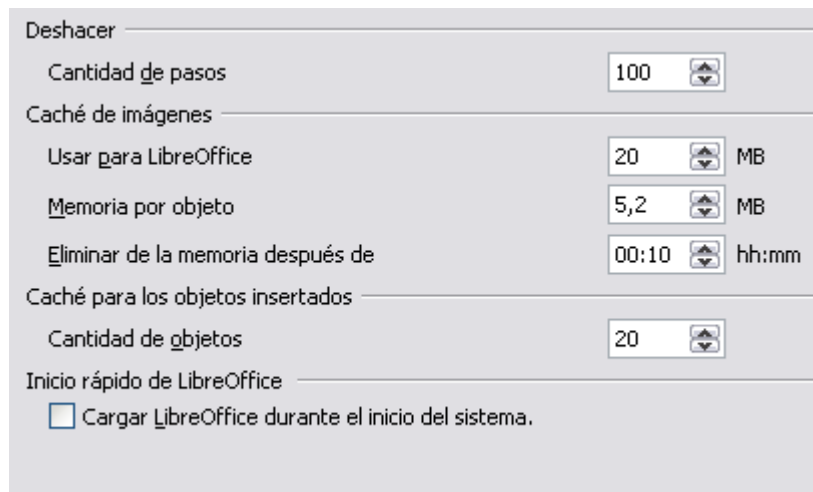 Deshacer
Cantidad de pasos 100
Caché de imágenes
Usar para LibreOffice 20 MB
Memoria por objeto 5,2 MB
Eliminar de la memoria después de 00:10 hh:mm
Caché para los objetos insertados
Cantidad de objetos 20
Inicio rápido de LibreOffice
Cargar LibreOffice durante el inicio del sistema.